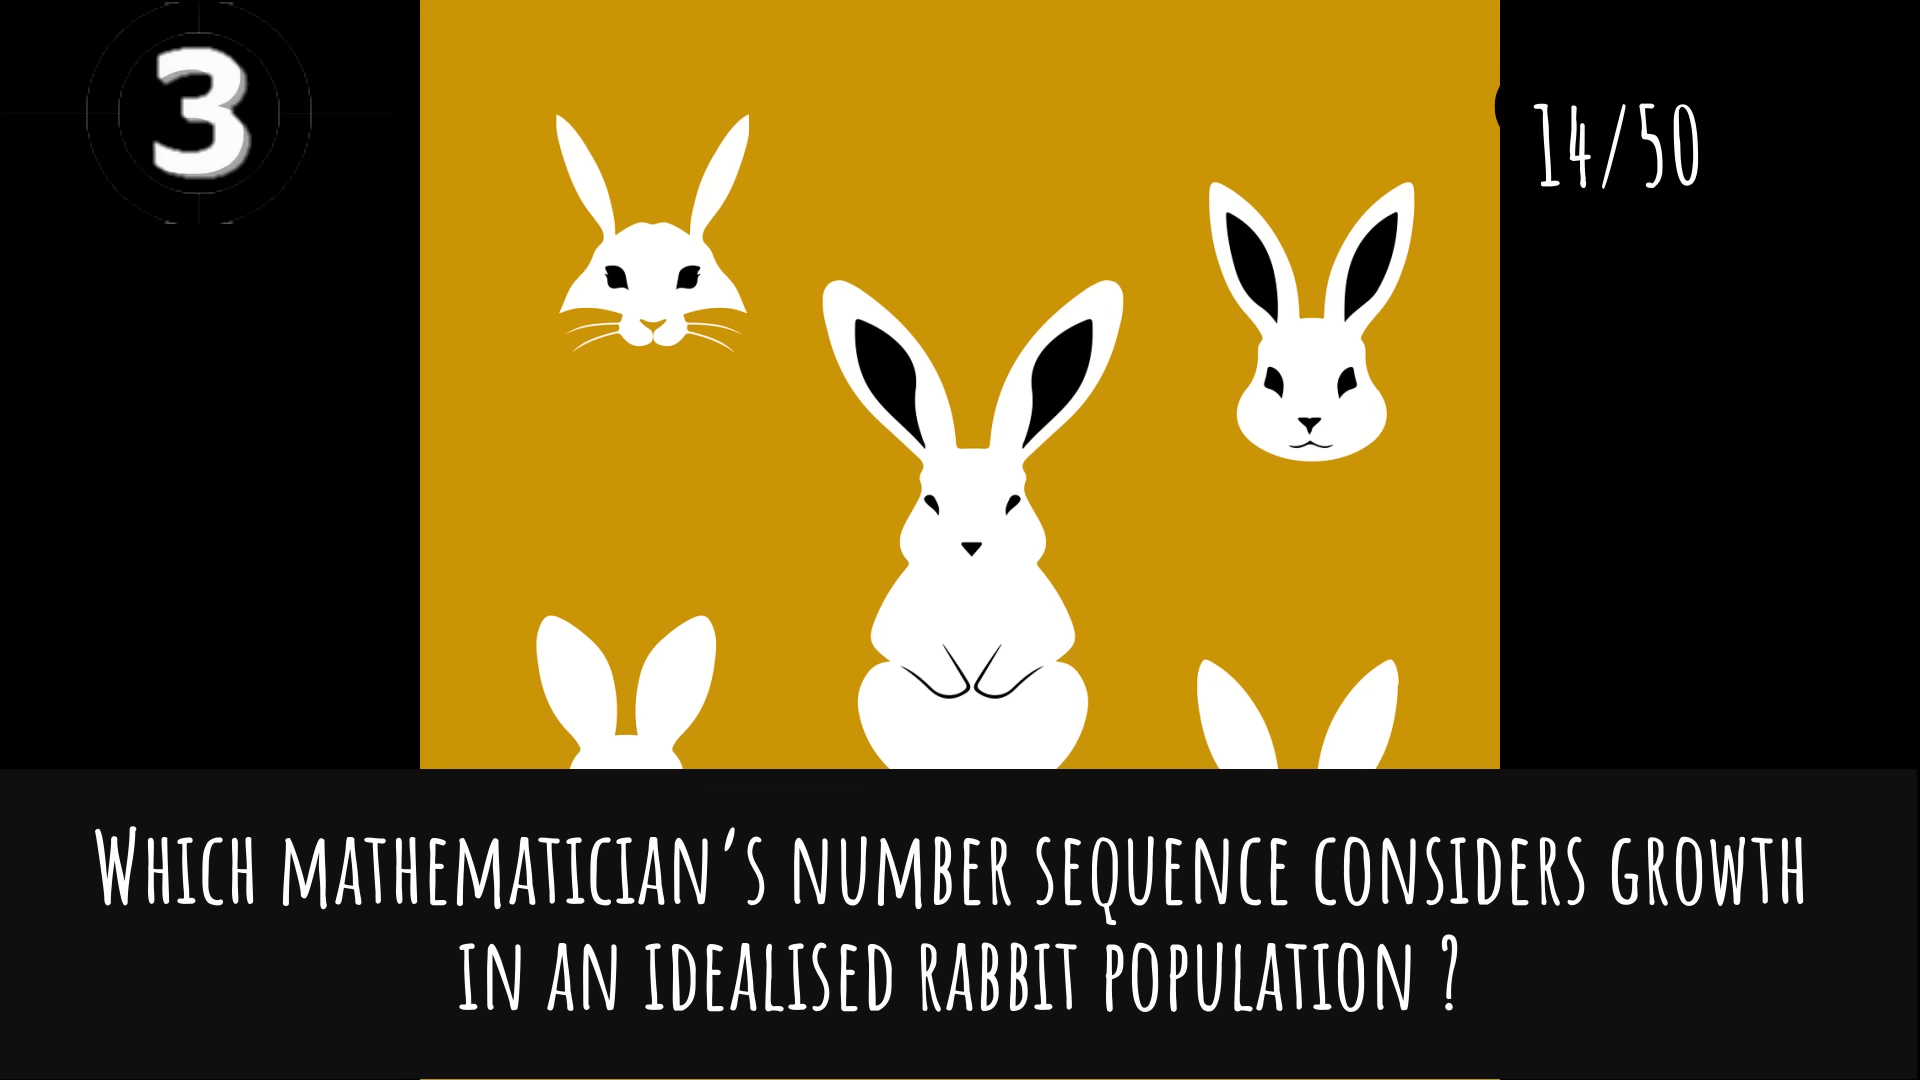 3
14/50
Which mathematician's number sequence considers growth
in an idealised rabbit population ?